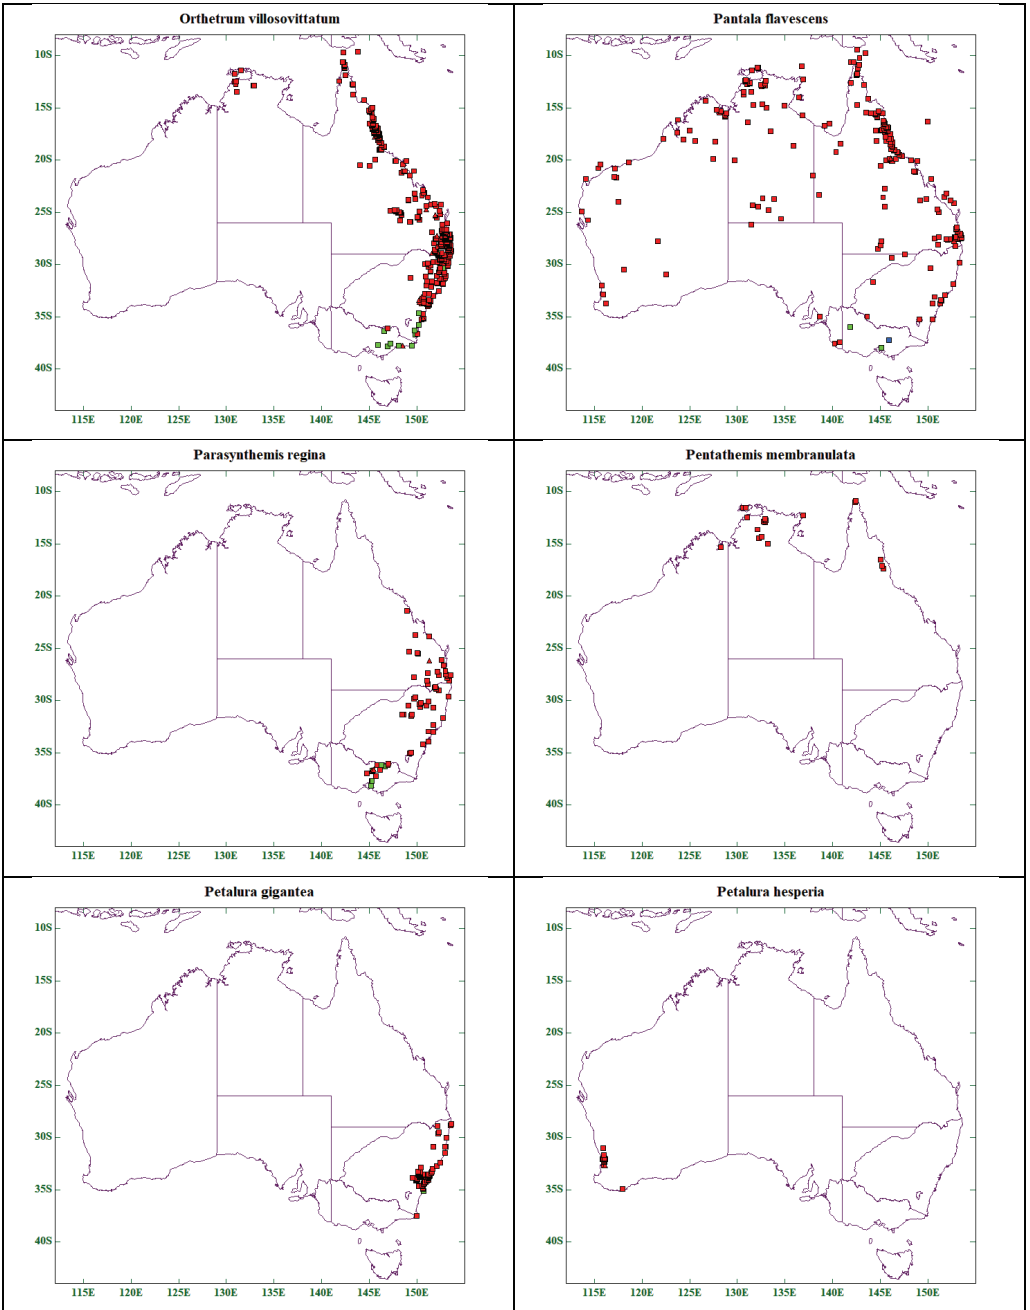 Orthetrum villosovittatum
10S
15S
20S
25S
30S
35S
40S
115E 120E 125E 130E 135E 140E 145E 150E
Pantala flavescens
10S
15S
20S
25S
30S
35S
40S
115E 120E 125E 130E 135E 140E 145E 150E
Parasynthemis regina
10S
15S
20S
25S
30S
35S
40S
115E 120E 125E 130E 135E 140E 145E 150E
Pentathemis membranulata
10S
15S
20S
25S
30S
35S
40S
115E 120E 125E 130E 135E 140E 145E 150E
Petalura gigantea
10S
15S
20S
25S
30S
35S
40S
115E 120E 125E 130E 135E 140E 145E 150E
Petalura hesperia
10S
15S
20S
25S
30S
35S
40S
115E 120E 125E 130E 135E 140E 145E 150E